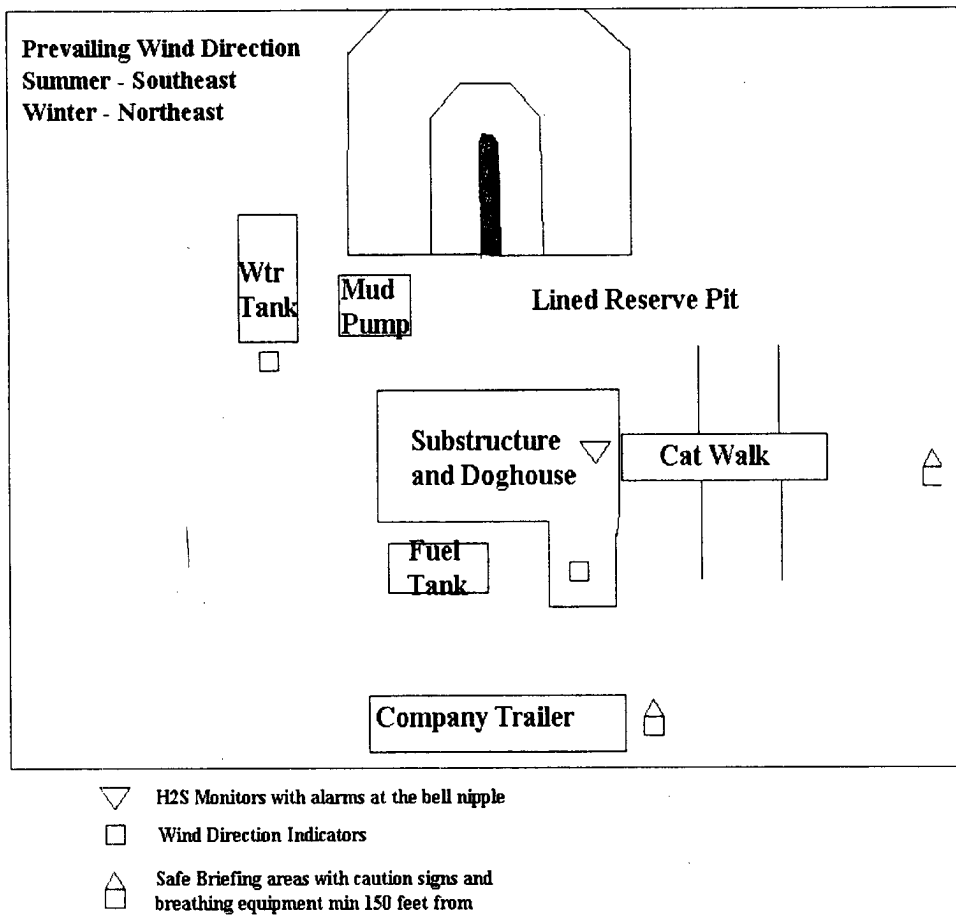 Prevailing Wind Direction
Summer - Southeast
Winter - Northeast
Wtr
Tank
Mud
Pump
Lined Reserve Pit
Substructure
and Doghouse
Cat Walk
Fuel
Tank
Company Trailer
H2S Monitors with alarms at the bell nipple
Wind Direction Indicators
Safe Briefing areas with caution signs and
breathing equipment min 150 feet from